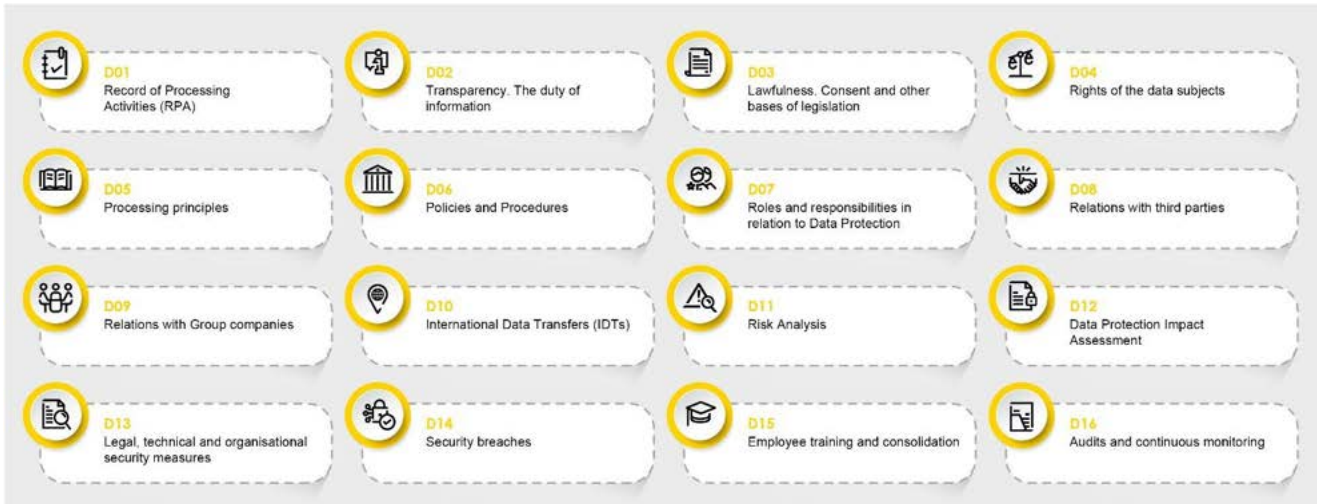 D01
Record of Processing
Activities (RPA)
D02
Transparency. The duty of
information
D03
Lawfulness. Consent and other
bases of legislation
D04
Rights of the data subjects
D05
Processing principles
D06
Policies and Procedures
D07
Roles and responsibilities in
relation to Data Protection
D08
Relations with third parties
D09
Relations with Group companies
D10
International Data Transfers (IDTs)
D11
Risk Analysis
D12
Data Protection Impact
Assessment
D13
Legal, technical and organisational
security measures
D14
Security breaches
D15
Employee training and consolidation
D16
Audits and continuous monitoring